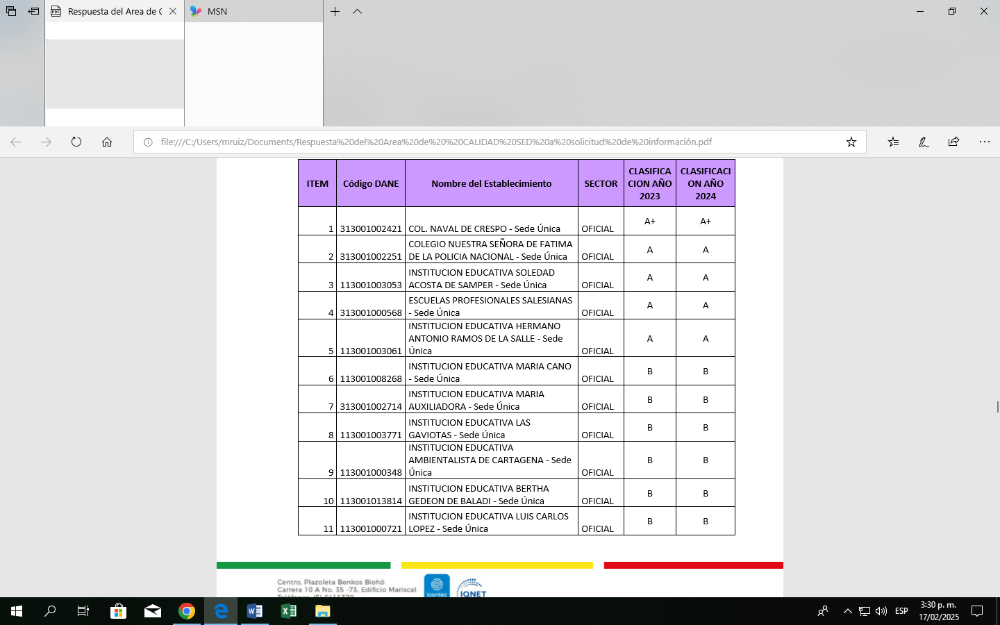 Respuesta del Area de C
MSN
file:///C:/Users/mruiz/Documents/Respuesta%20del%20Area%20de%20%20CALIDAD%20SED%20a%20solicitud%20de%20información.pdf
ITEM Código DANE Nombre del Establecimiento SECTOR CLASIFICA CION AÑO 2023 CLASIFICACI ON AÑO 2024
1 313001002421 COL. NAVAL DE CRESPO - Sede Única OFICIAL A+ A+
COLEGIO NUESTRA SEÑORA DE FATIMA
2 313001002251 DE LA POLICIA NACIONAL - Sede Única OFICIAL A A
INSTITUCION EDUCATIVA SOLEDAD
3 113001003053 ACOSTA DE SAMPER - Sede Única OFICIAL A A
ESCUELAS PROFESIONALES SALESIANAS
4 313001000568 - Sede Única OFICIAL A A
INSTITUCION EDUCATIVA HERMANO
ANTONIO RAMOS DE LA SALLE - Sede
5 113001003061 Única OFICIAL A A
INSTITUCION EDUCATIVA MARIA CANO
6 113001008268 - Sede Única OFICIAL B B
INSTITUCION EDUCATIVA MARIA
7 313001002714 AUXILIADORA - Sede Única OFICIAL B B
INSTITUCION EDUCATIVA LAS
8 113001003771 GAVIOTAS - Sede Única OFICIAL B B
INSTITUCION EDUCATIVA
AMBIENTALISTA DE CARTAGENA - Sede
9 113001000348 Única OFICIAL B B
INSTITUCION EDUCATIVA BERTHA
10 113001013814 GEDEON DE BALADI - Sede Única OFICIAL B B
INSTITUCION EDUCATIVA LUIS CARLOS
11 113001000721 LOPEZ - Sede Única OFICIAL B B
Centro, Plazoleta Benkos Biohó
Carrera 10 A No. 35 -73, Edificio Mariscal
icontec
IQNET
ESP
3:30 p. m.
17/02/2025